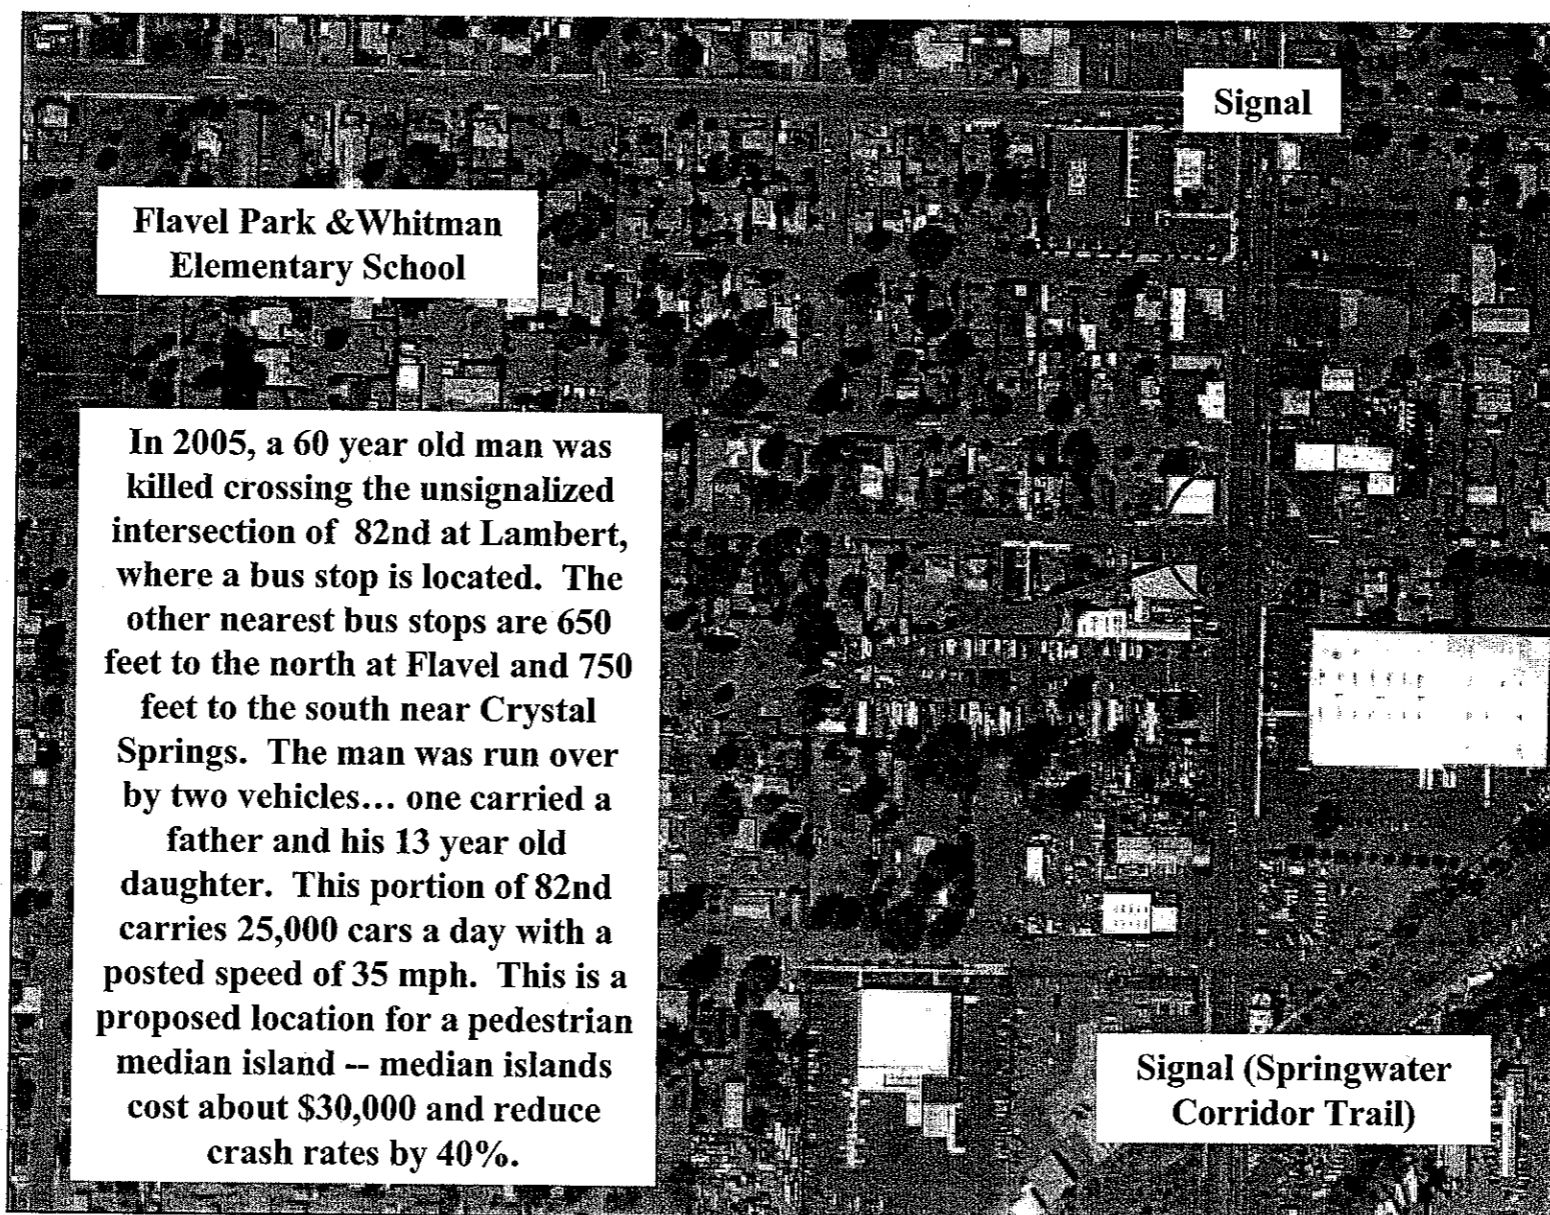 Signal
Flavel Park &Whitman
Elementary School
In 2005, a 60 year old man was
killed crossing the unsignalized
intersection of 82nd at Lambert,
where a bus stop is located. The
other nearest bus stops are 650
feet to the north at Flavel and 750
feet to the south near Crystal
Springs. The man was run over
by two vehicles... one carried a
father and his 13 year old
daughter. This portion of 82nd
carries 25,000 cars a day with a
posted speed of 35 mph. This is a
proposed location for a pedestrian
median island -- median islands
cost about $30,000 and reduce
crash rates by 40%.
Signal (Springwater
Corridor Trail)